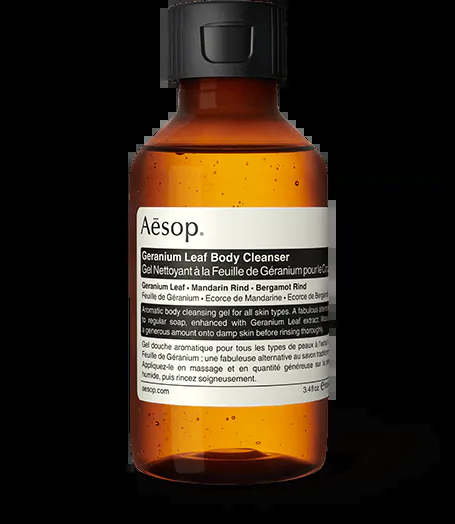 Aēsop.
Geranium Leaf Body Cleanser
Gel Nettoyant à la Feuille de Géranium pour le
Geranium Leaf • Mandarin Rind • Bergamot Rind
Feuille de Géranium • Ecorce de Mandarine • Ecorce de
Aromatic body cleansing gel for all skin types. A fabulous
to regular soap, enhanced with Geranium Leaf extract.
a generous amount onto damp skin before rinsing thoroughly.
Gel douche aromatique pour tous les types de peaux à
Feuille de Géranium ; une fabuleuse alternative au savon
Appliquez-le en massage et en quantité généreuse sur la
humide, puis rincez soigneusement.
aesop.com 3.4 fl oz